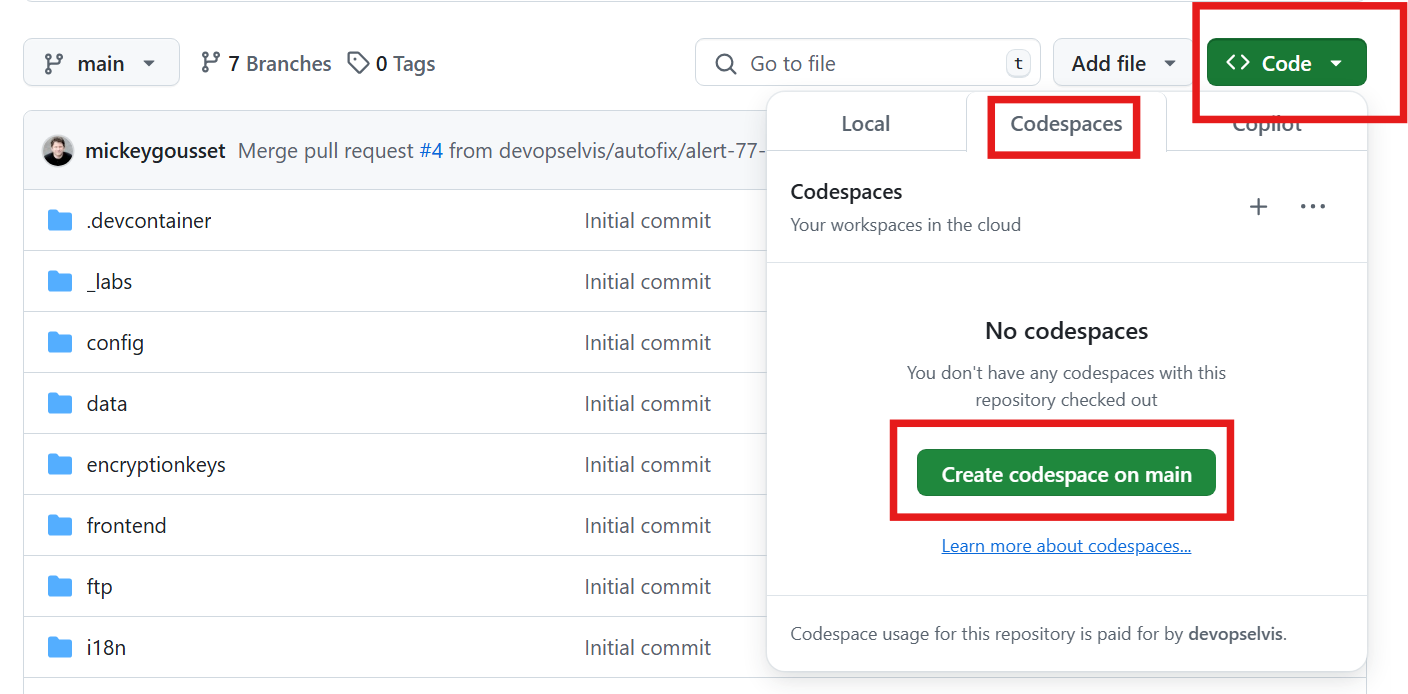 main 7 Branches 0 Tags Go to file t Add file <> Code
Local Codespaces Copilot
mickeygousset Merge pull request #4 from devopselvis/autofix/alert-77-
.devcontainer Initial commit
_labs Initial commit
config Initial commit
data Initial commit
encryptionkeys Initial commit
frontend Initial commit
ftp Initial commit
i18n Initial commit
Codespaces
Your workspaces in the cloud
No codespaces
You don't have any codespaces with this
repository checked out
Create codespace on main
Learn more about codespaces...
Codespace usage for this repository is paid for by devopselvis.